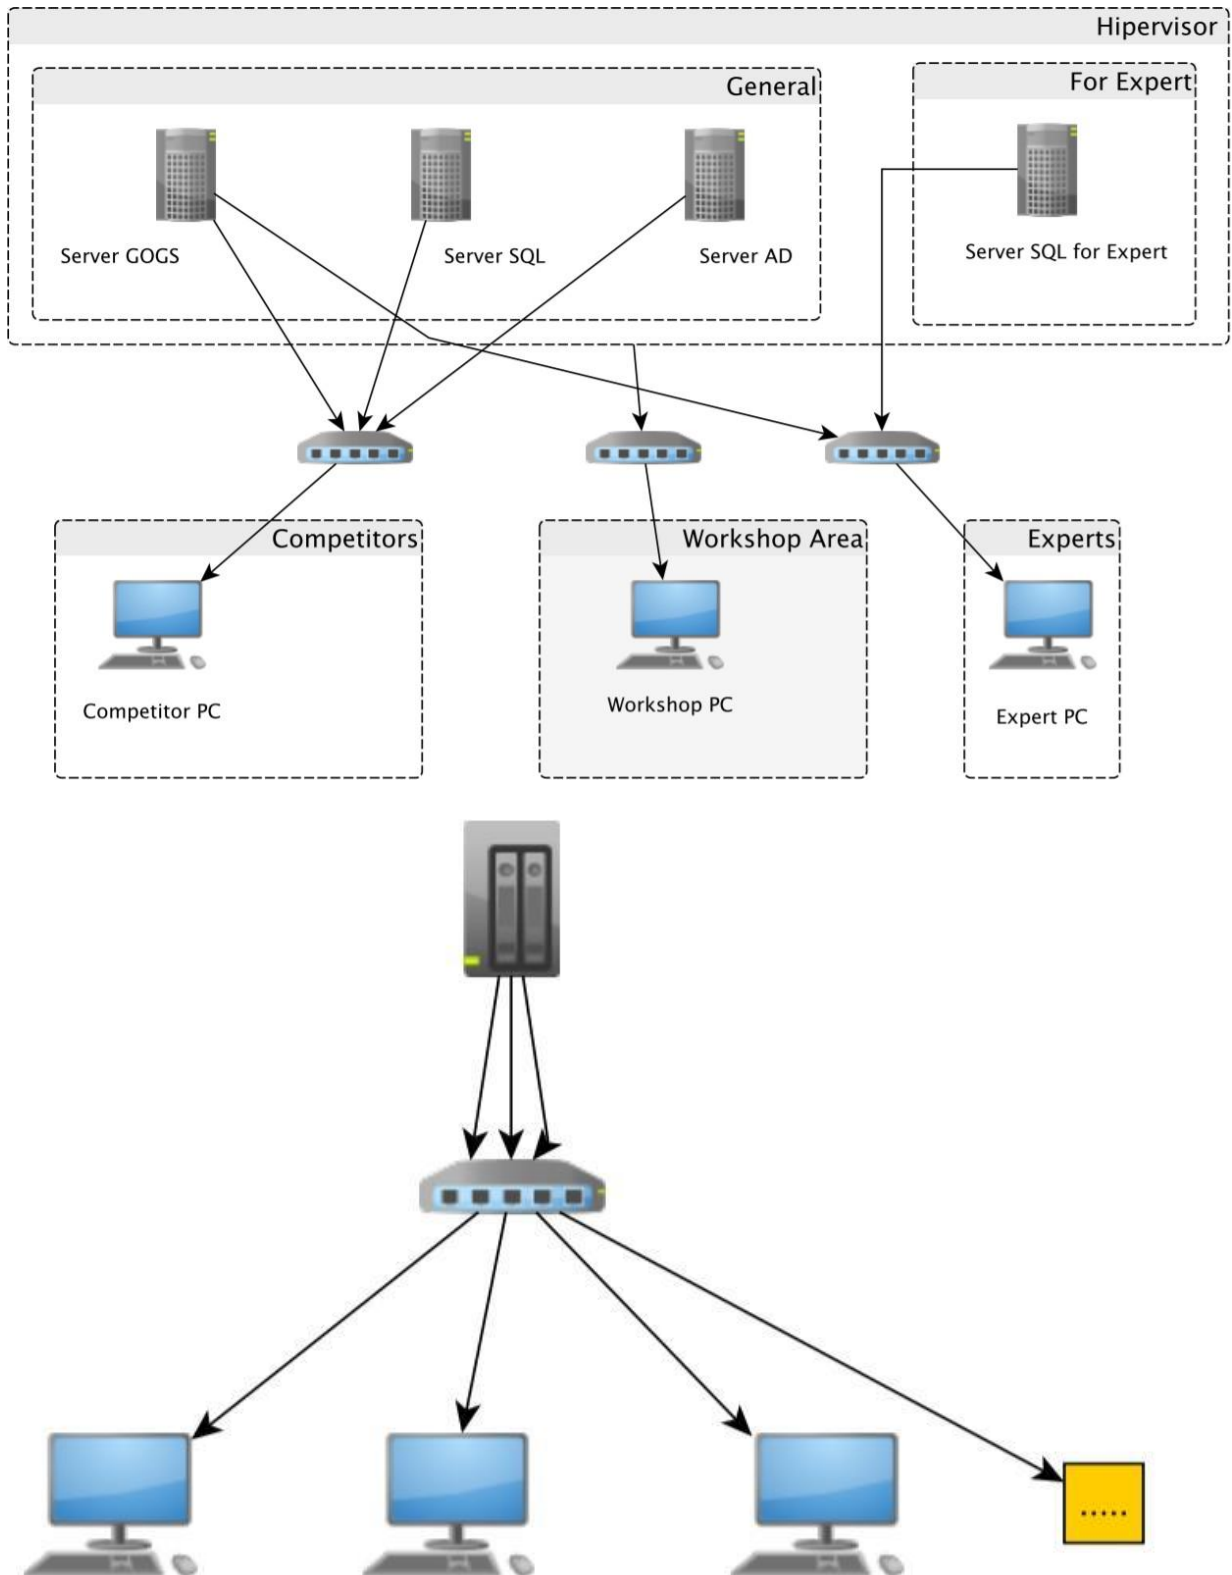 Hipervisor
General
For Expert
Server GOGS
Server SQL
Server AD
Server SQL for Expert
Competitors
Workshop Area
Experts
Competitor PC
Workshop PC
Expert PC
.....